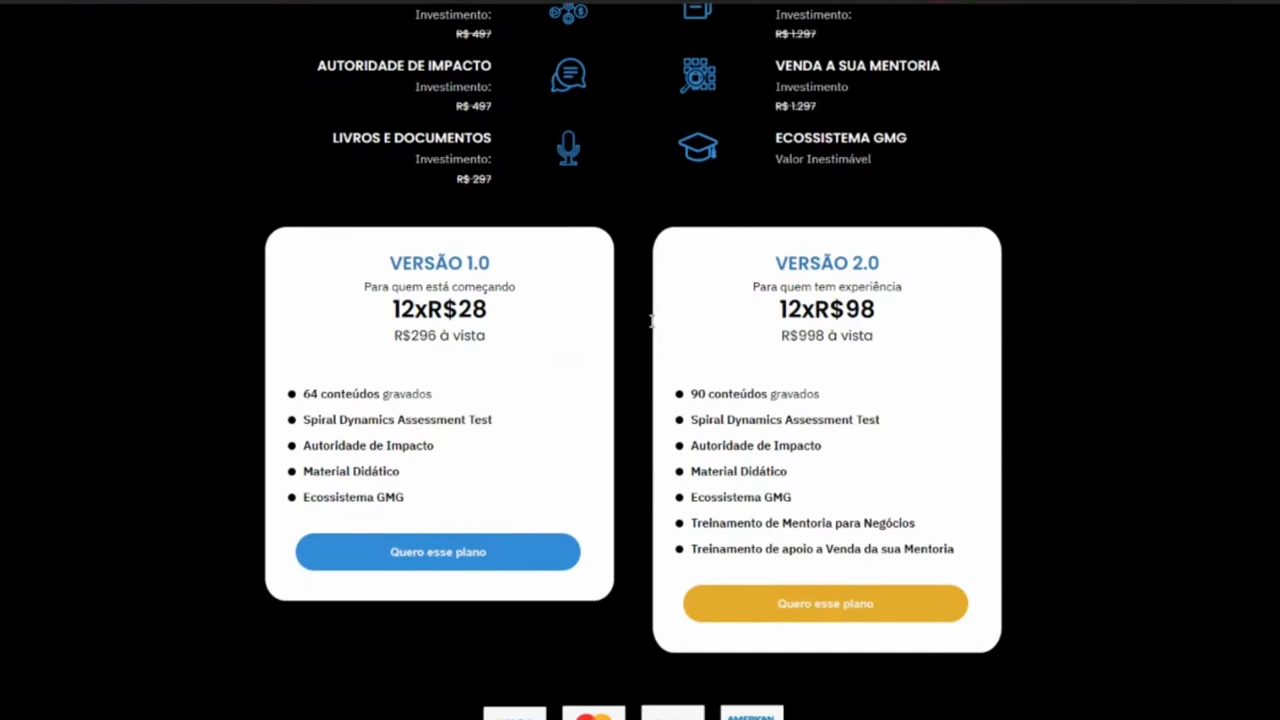 Investimento:
R$ 497
AUTORIDADE DE IMPACTO
Investimento:
R$ 497
LIVROS E DOCUMENTOS
Investimento:
R$ 297
Investimento:
R$ 1.297
VENDA A SUA MENTORIA
Investimento
R$ 1.297
ECOSSISTEMA GMG
Valor Inestimável
VERSÃO 1.0
Para quem está começando
12xR$28
R$296 à vista
64 conteúdos gravados
Spiral Dynamics Assessment Test
Autoridade de Impacto
Material Didático
Ecossistema GMG
Quero esse plano
VERSÃO 2.0
Para quem tem experiência
12xR$98
R$998 à vista
90 conteúdos gravados
Spiral Dynamics Assessment Test
Autoridade de Impacto
Material Didático
Ecossistema GMG
Treinamento de Mentoria para Negócios
Treinamento de apoio a Venda da sua Mentoria
Quero esse plano
AMERICAN